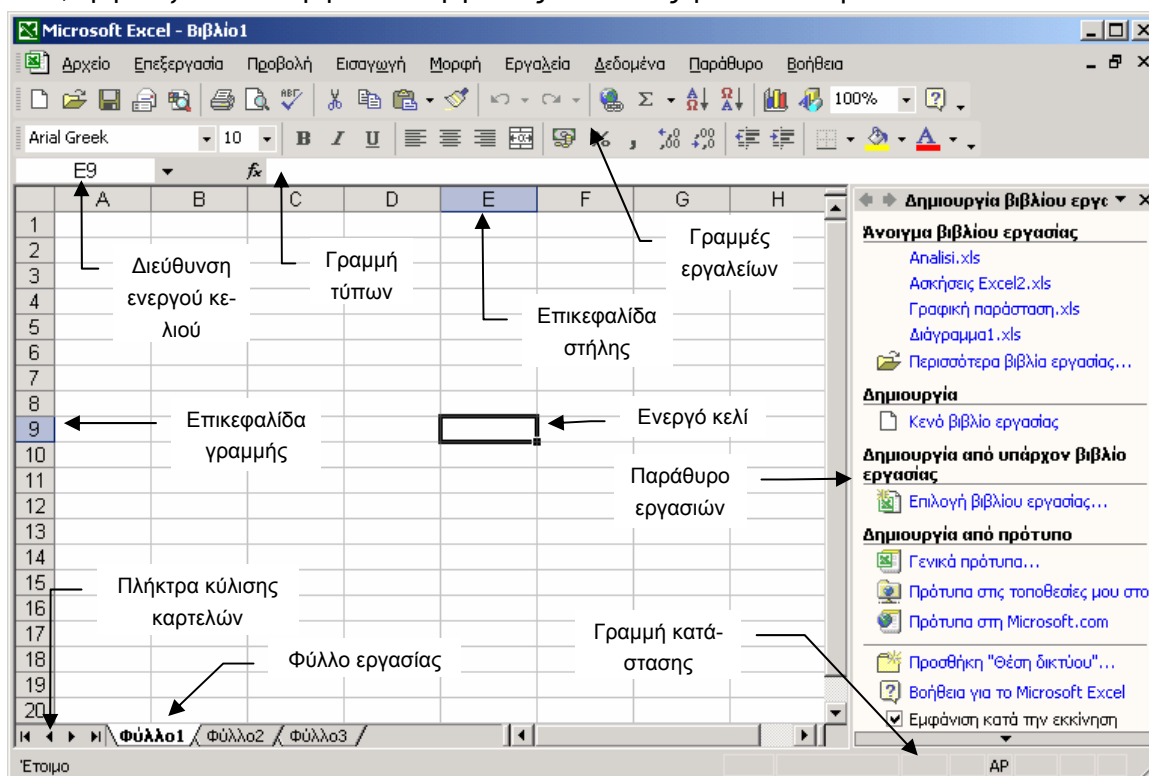 Microsoft Excel - Βιβλίο1
Αρχείο Επεξεργασία Προβολή Εισαγωγή Μορφή Εργαλεία Δεδομένα Παράθυρο Βοήθεια
100%
Arial Greek 10 B I U
E9 fx
A B C D E F G H
1
2
3
4
5
6
7
8
9
10
11
12
13
14
15
16
17
18
19
20
Διεύθυνση
ενεργού κε-
λιού
Γραμμή
τύπων
Επικεφαλίδα
στήλης
Γραμμές
εργαλείων
Επικεφαλίδα
γραμμής
Ενεργό κελί
Παράθυρο
εργασιών
Πλήκτρα κύλισης
καρτελών
Φύλλο εργασίας
Γραμμή κατά-
στασης
Δημιουργία βιβλίου εργα
Άνοιγμα βιβλίου εργασίας
Analisi.xls
Ασκήσεις Excel2.xls
Γραφική παράσταση.xls
Διάγραμμα1.xls
Περισσότερα βιβλία εργασίας...
Δημιουργία
Κενό βιβλίο εργασίας
Δημιουργία από υπάρχον βιβλίο
εργασίας
Επιλογή βιβλίου εργασίας...
Δημιουργία από πρότυπο
Γενικά πρότυπα...
Πρότυπα στις τοποθεσίες μου στο
Πρότυπα στη Microsoft.com
Προσθήκη "Θέση δικτύου"...
Βοήθεια για το Microsoft Excel
Εμφάνιση κατά την εκκίνηση
Φύλλο1 Φύλλο2 Φύλλο3
Έτοιμο AP